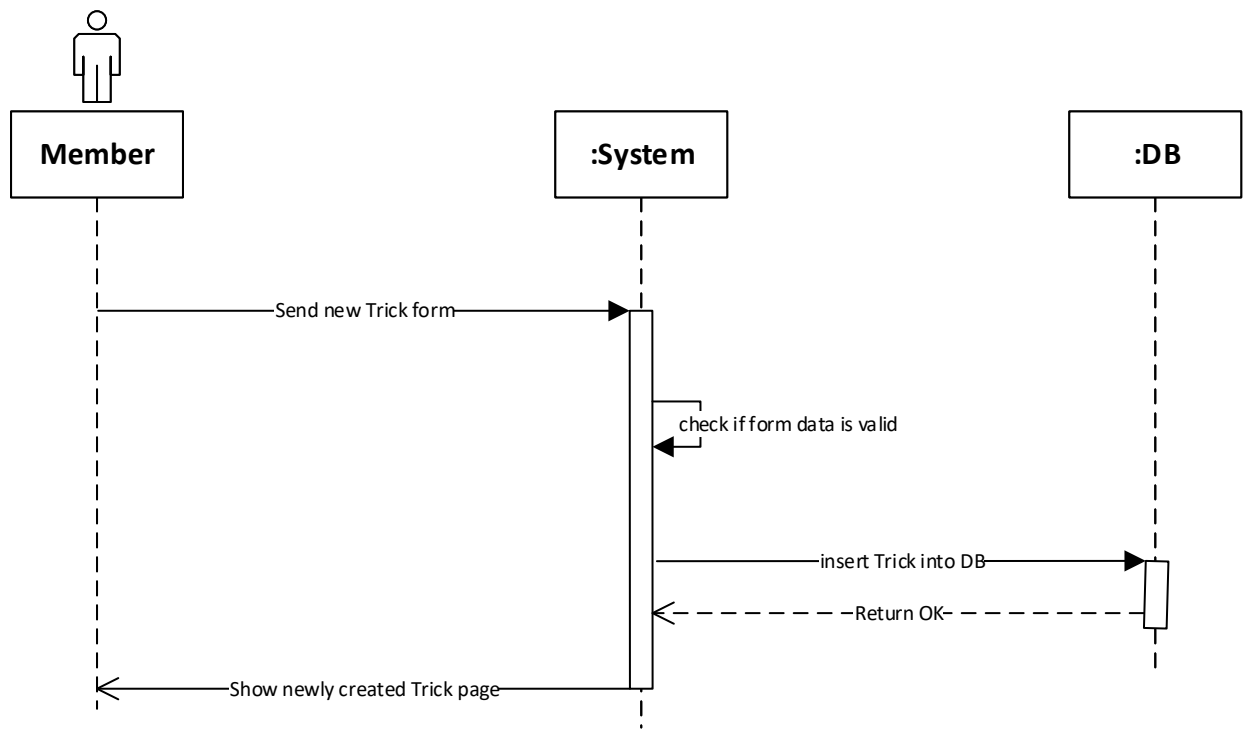 Member
:System
:DB
Send new Trick form
check if form data is valid
insert Trick into DB
Return OK
Show newly created Trick page